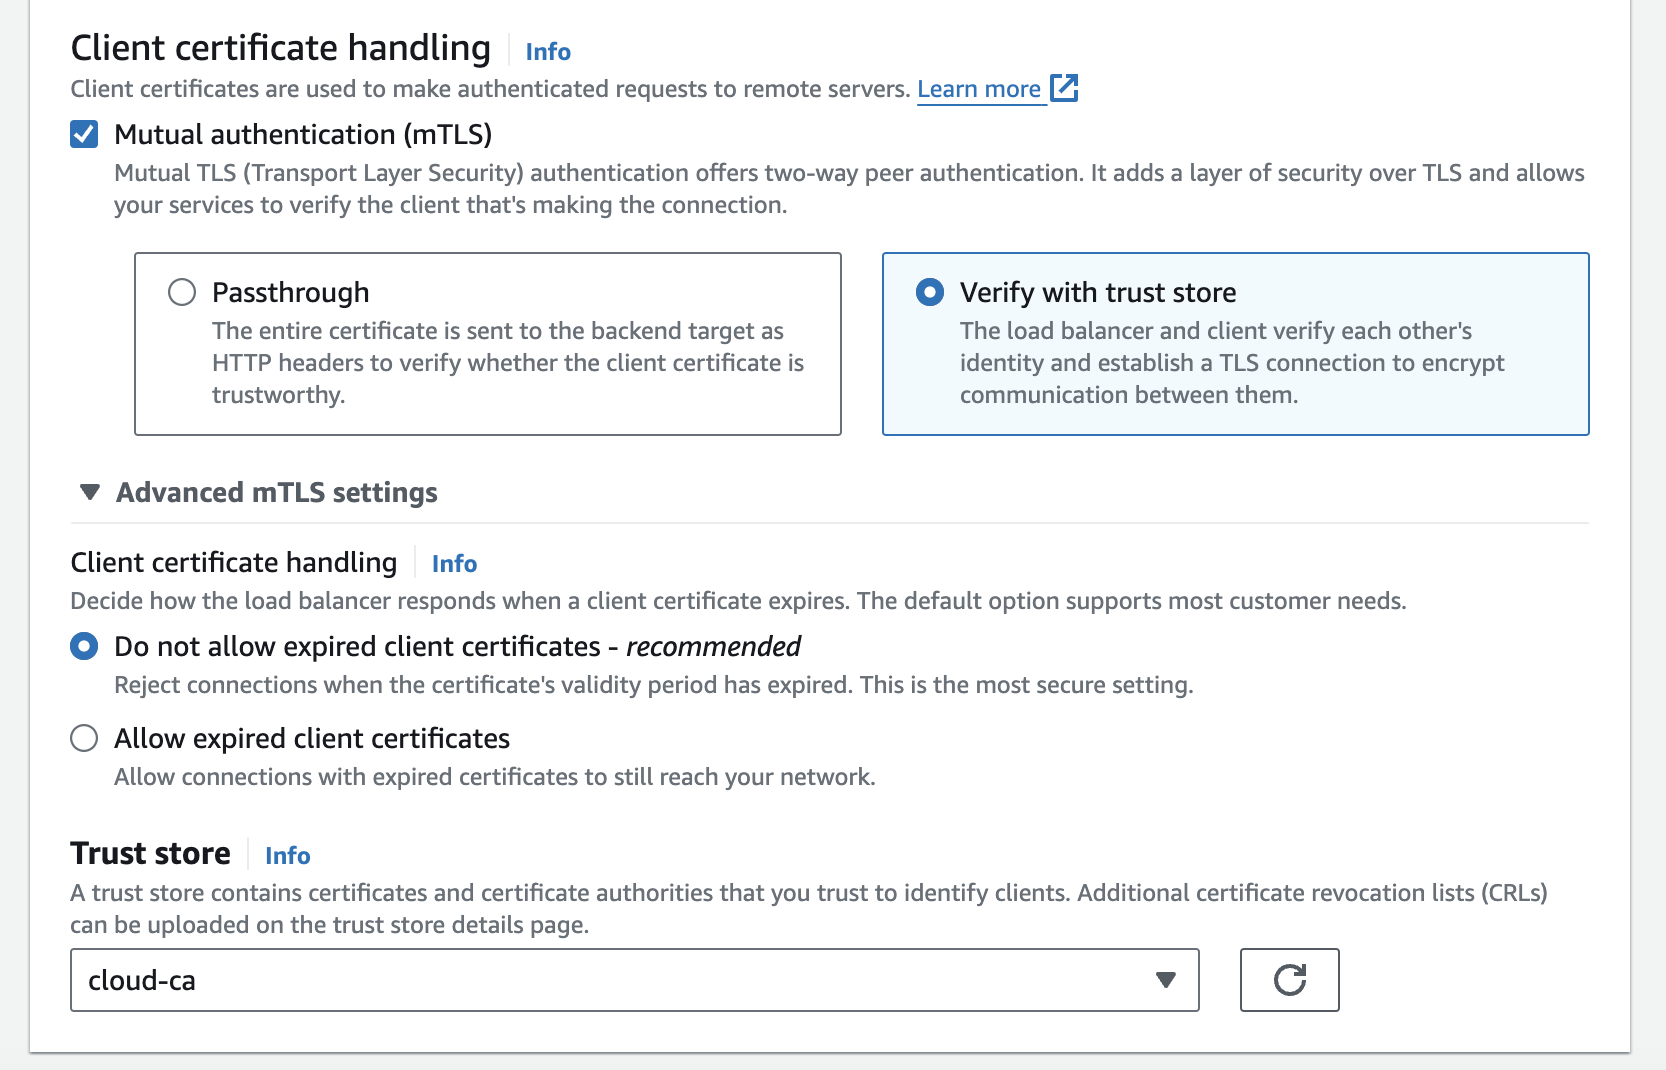 Client certificate handling Info
Client certificates are used to make authenticated requests to remote servers. Learn more
Mutual authentication (mTLS)
Mutual TLS (Transport Layer Security) authentication offers two-way peer authentication. It adds a layer of security over TLS and allows
your services to verify the client that's making the connection.
Passthrough
The entire certificate is sent to the backend target as
HTTP headers to verify whether the client certificate is
trustworthy.
Verify with trust store
The load balancer and client verify each other's
identity and establish a TLS connection to encrypt
communication between them.
Advanced mTLS settings
Client certificate handling Info
Decide how the load balancer responds when a client certificate expires. The default option supports most customer needs.
Do not allow expired client certificates - recommended
Reject connections when the certificate's validity period has expired. This is the most secure setting.
Allow expired client certificates
Allow connections with expired certificates to still reach your network.
Trust store Info
A trust store contains certificates and certificate authorities that you trust to identify clients. Additional certificate revocation lists (CRLs)
can be uploaded on the trust store details page.
cloud-ca